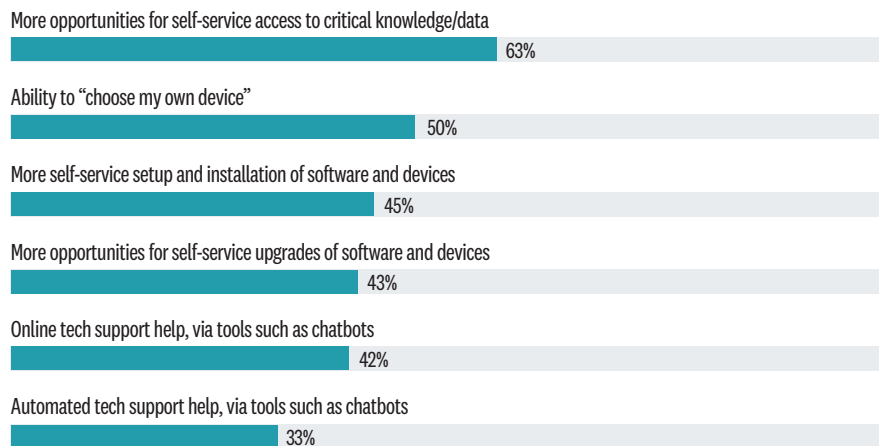 More opportunities for self-service access to critical knowledge/data
63%
Ability to “choose my own device”
50%
More self-service setup and installation of software and devices
45%
More opportunities for self-service upgrades of software and devices
43%
Online tech support help, via tools such as chatbots
42%
Automated tech support help, via tools such as chatbots
33%